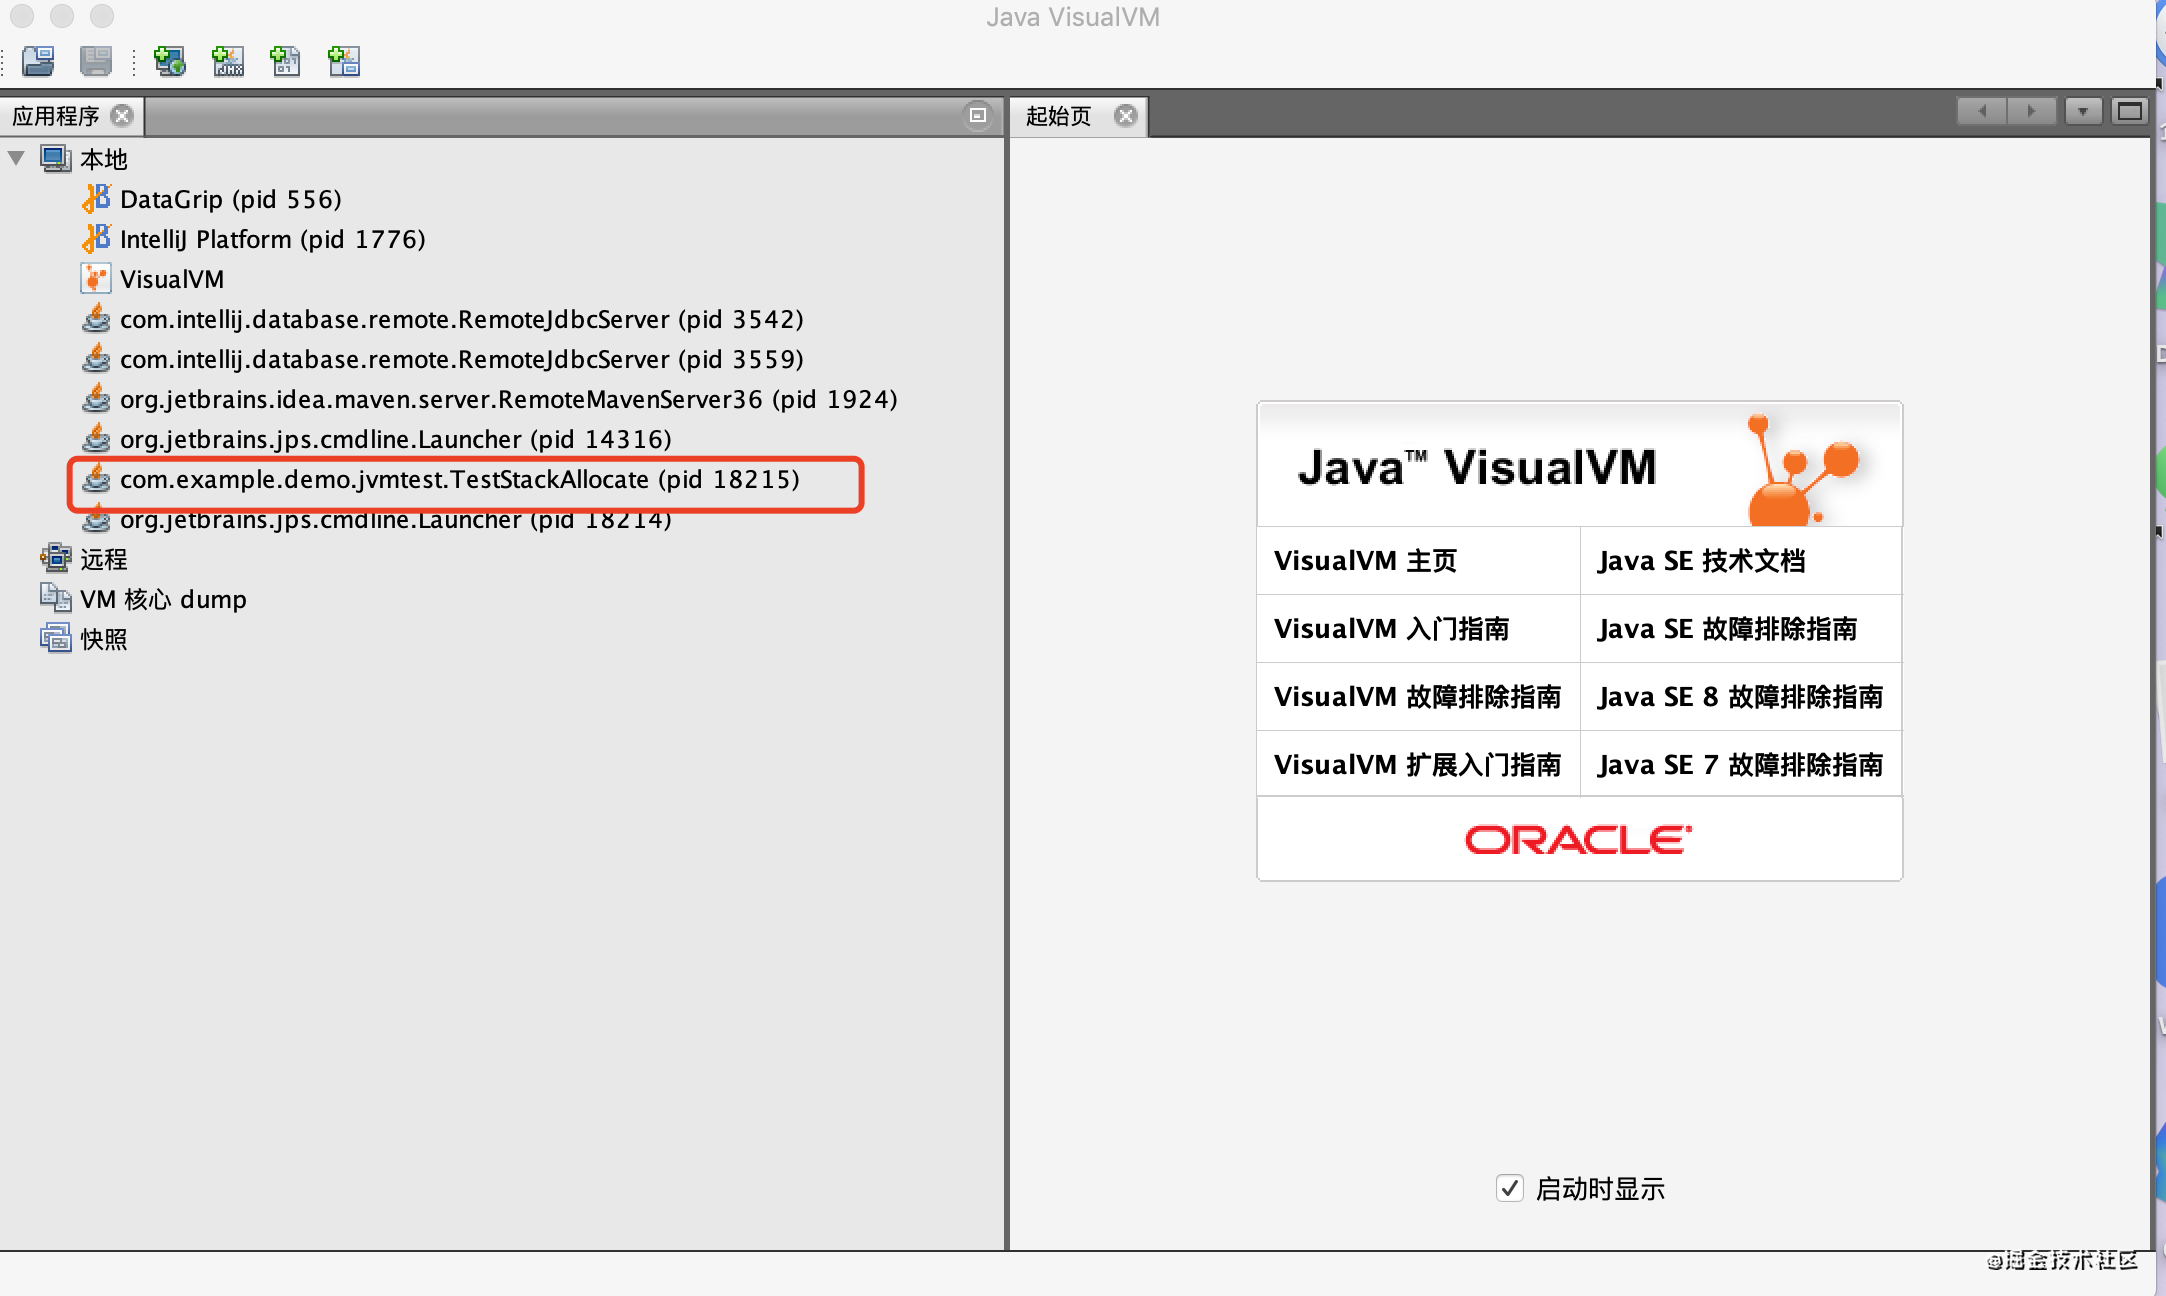 Java VisualVM
JMX
应用程序
起始页
本地
DataGrip (pid 556)
IntelliJ Platform (pid 1776)
VisualVM
com.intellij.database.remote.RemoteJdbcServer (pid 3542)
com.intellij.database.remote.RemoteJdbcServer (pid 3559)
org.jetbrains.idea.maven.server.RemoteMavenServer36 (pid 1924)
org.jetbrains.jps.cmdline.Launcher (pid 14316)
com.example.demo.jvmtest.TestStackAllocate (pid 18215)
org.jetbrains.jps.cmdline.Launcher (pid 18214)
远程
VM 核心 dump
快照
Java™ VisualVM
VisualVM 主页
Java SE 技术文档
VisualVM 入门指南
Java SE 故障排除指南
VisualVM 故障排除指南
Java SE 8 故障排除指南
VisualVM 扩展入门指南
Java SE 7 故障排除指南
ORACLE
启动时显示
@掘金技术社区